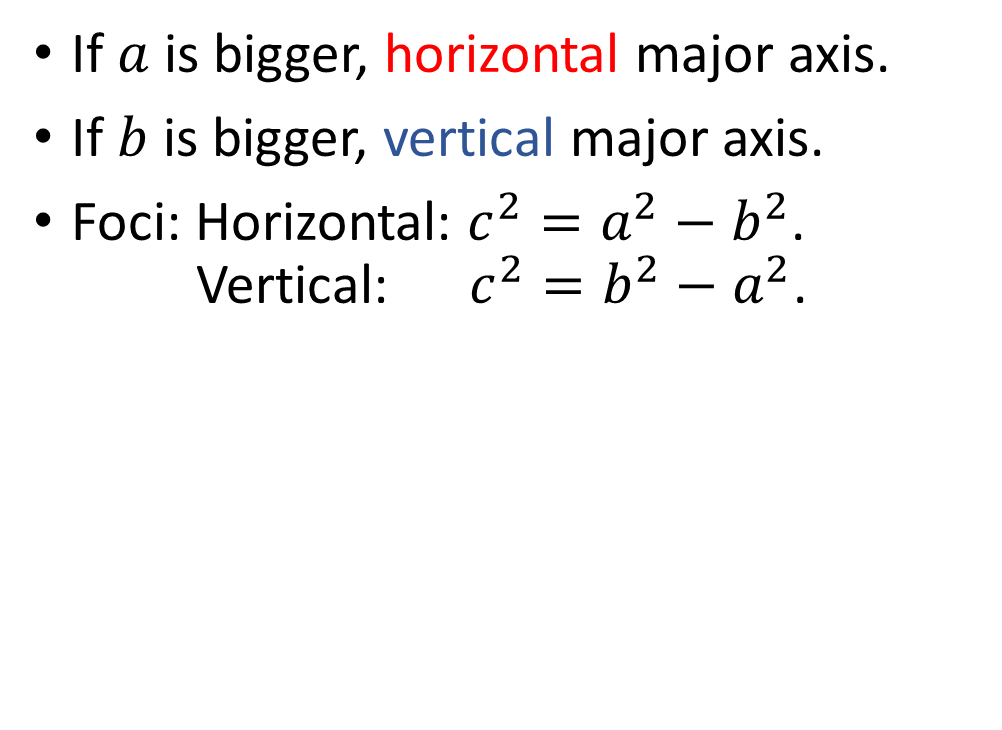 • If 𝑎 is bigger, horizontal major axis.
• If 𝑏 is bigger, vertical major axis.
• Foci: Horizontal: 𝑐² = 𝑎² − 𝑏².
Vertical: 𝑐² = 𝑏² − 𝑎².